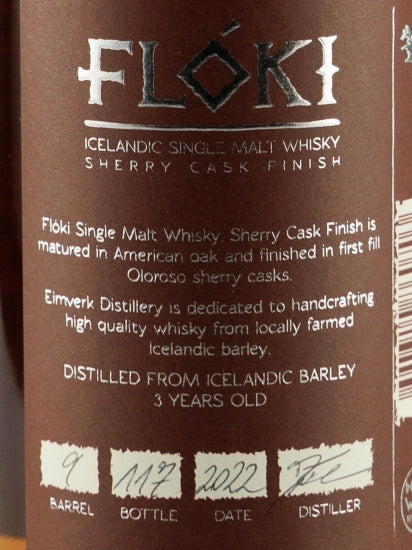 FLÓKI
ICELANDIC SINGLE MALT WHISKY
SHERRY CASK FINISH
Flóki Single Malt Whisky, Sherry Cask Finish is
matured in American oak and finished in first fill
Oloroso sherry casks.
Eimverk Distillery is dedicated to handcrafting
high quality whisky from locally farmed
Icelandic barley.
DISTILLED FROM ICELANDIC BARLEY
3 YEARS OLD
9 117 2022
BARREL BOTTLE DATE DISTILLER